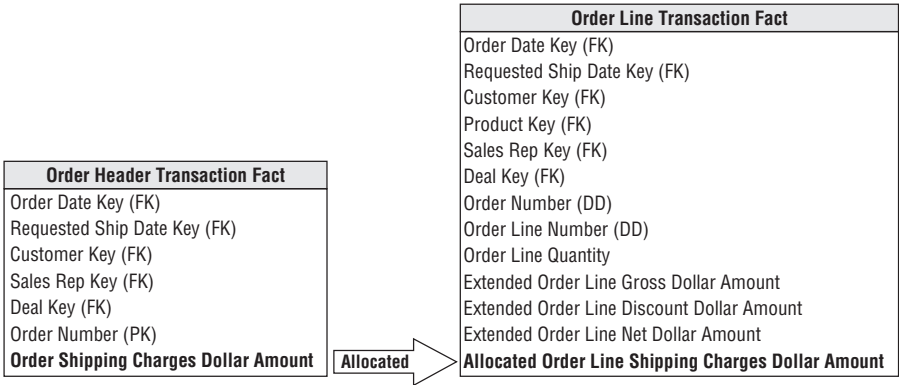 Order Header Transaction Fact
Order Date Key (FK)
Requested Ship Date Key (FK)
Customer Key (FK)
Sales Rep Key (FK)
Deal Key (FK)
Order Number (PK)
Order Shipping Charges Dollar Amount
Allocated
Order Line Transaction Fact
Order Date Key (FK)
Requested Ship Date Key (FK)
Customer Key (FK)
Product Key (FK)
Sales Rep Key (FK)
Deal Key (FK)
Order Number (DD)
Order Line Number (DD)
Order Line Quantity
Extended Order Line Gross Dollar Amount
Extended Order Line Discount Dollar Amount
Extended Order Line Net Dollar Amount
Allocated Order Line Shipping Charges Dollar Amount